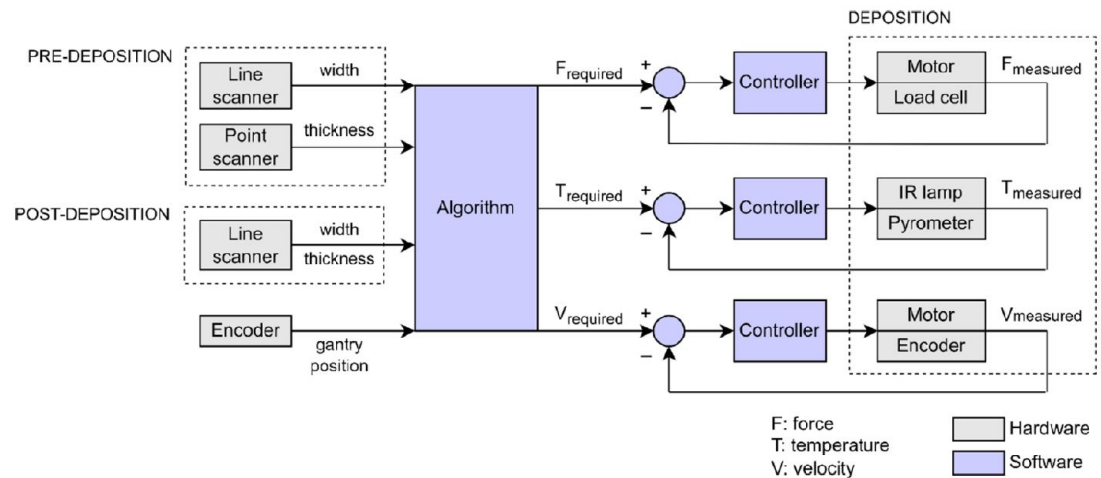 DEPOSITION
PRE-DEPOSITION
Line
scanner
width
Point
scanner
thickness
POST-DEPOSITION
Line
scanner
width
thickness
Encoder
gantry
position
Algorithm
Frequired
+
−
Controller
Motor
Load cell
Fmeasured
Trequired
+
−
Controller
IR lamp
Pyrometer
Tmeasured
Vrequired
+
−
Controller
Motor
Encoder
Vmeasured
F: force
T: temperature
V: velocity
Hardware
Software